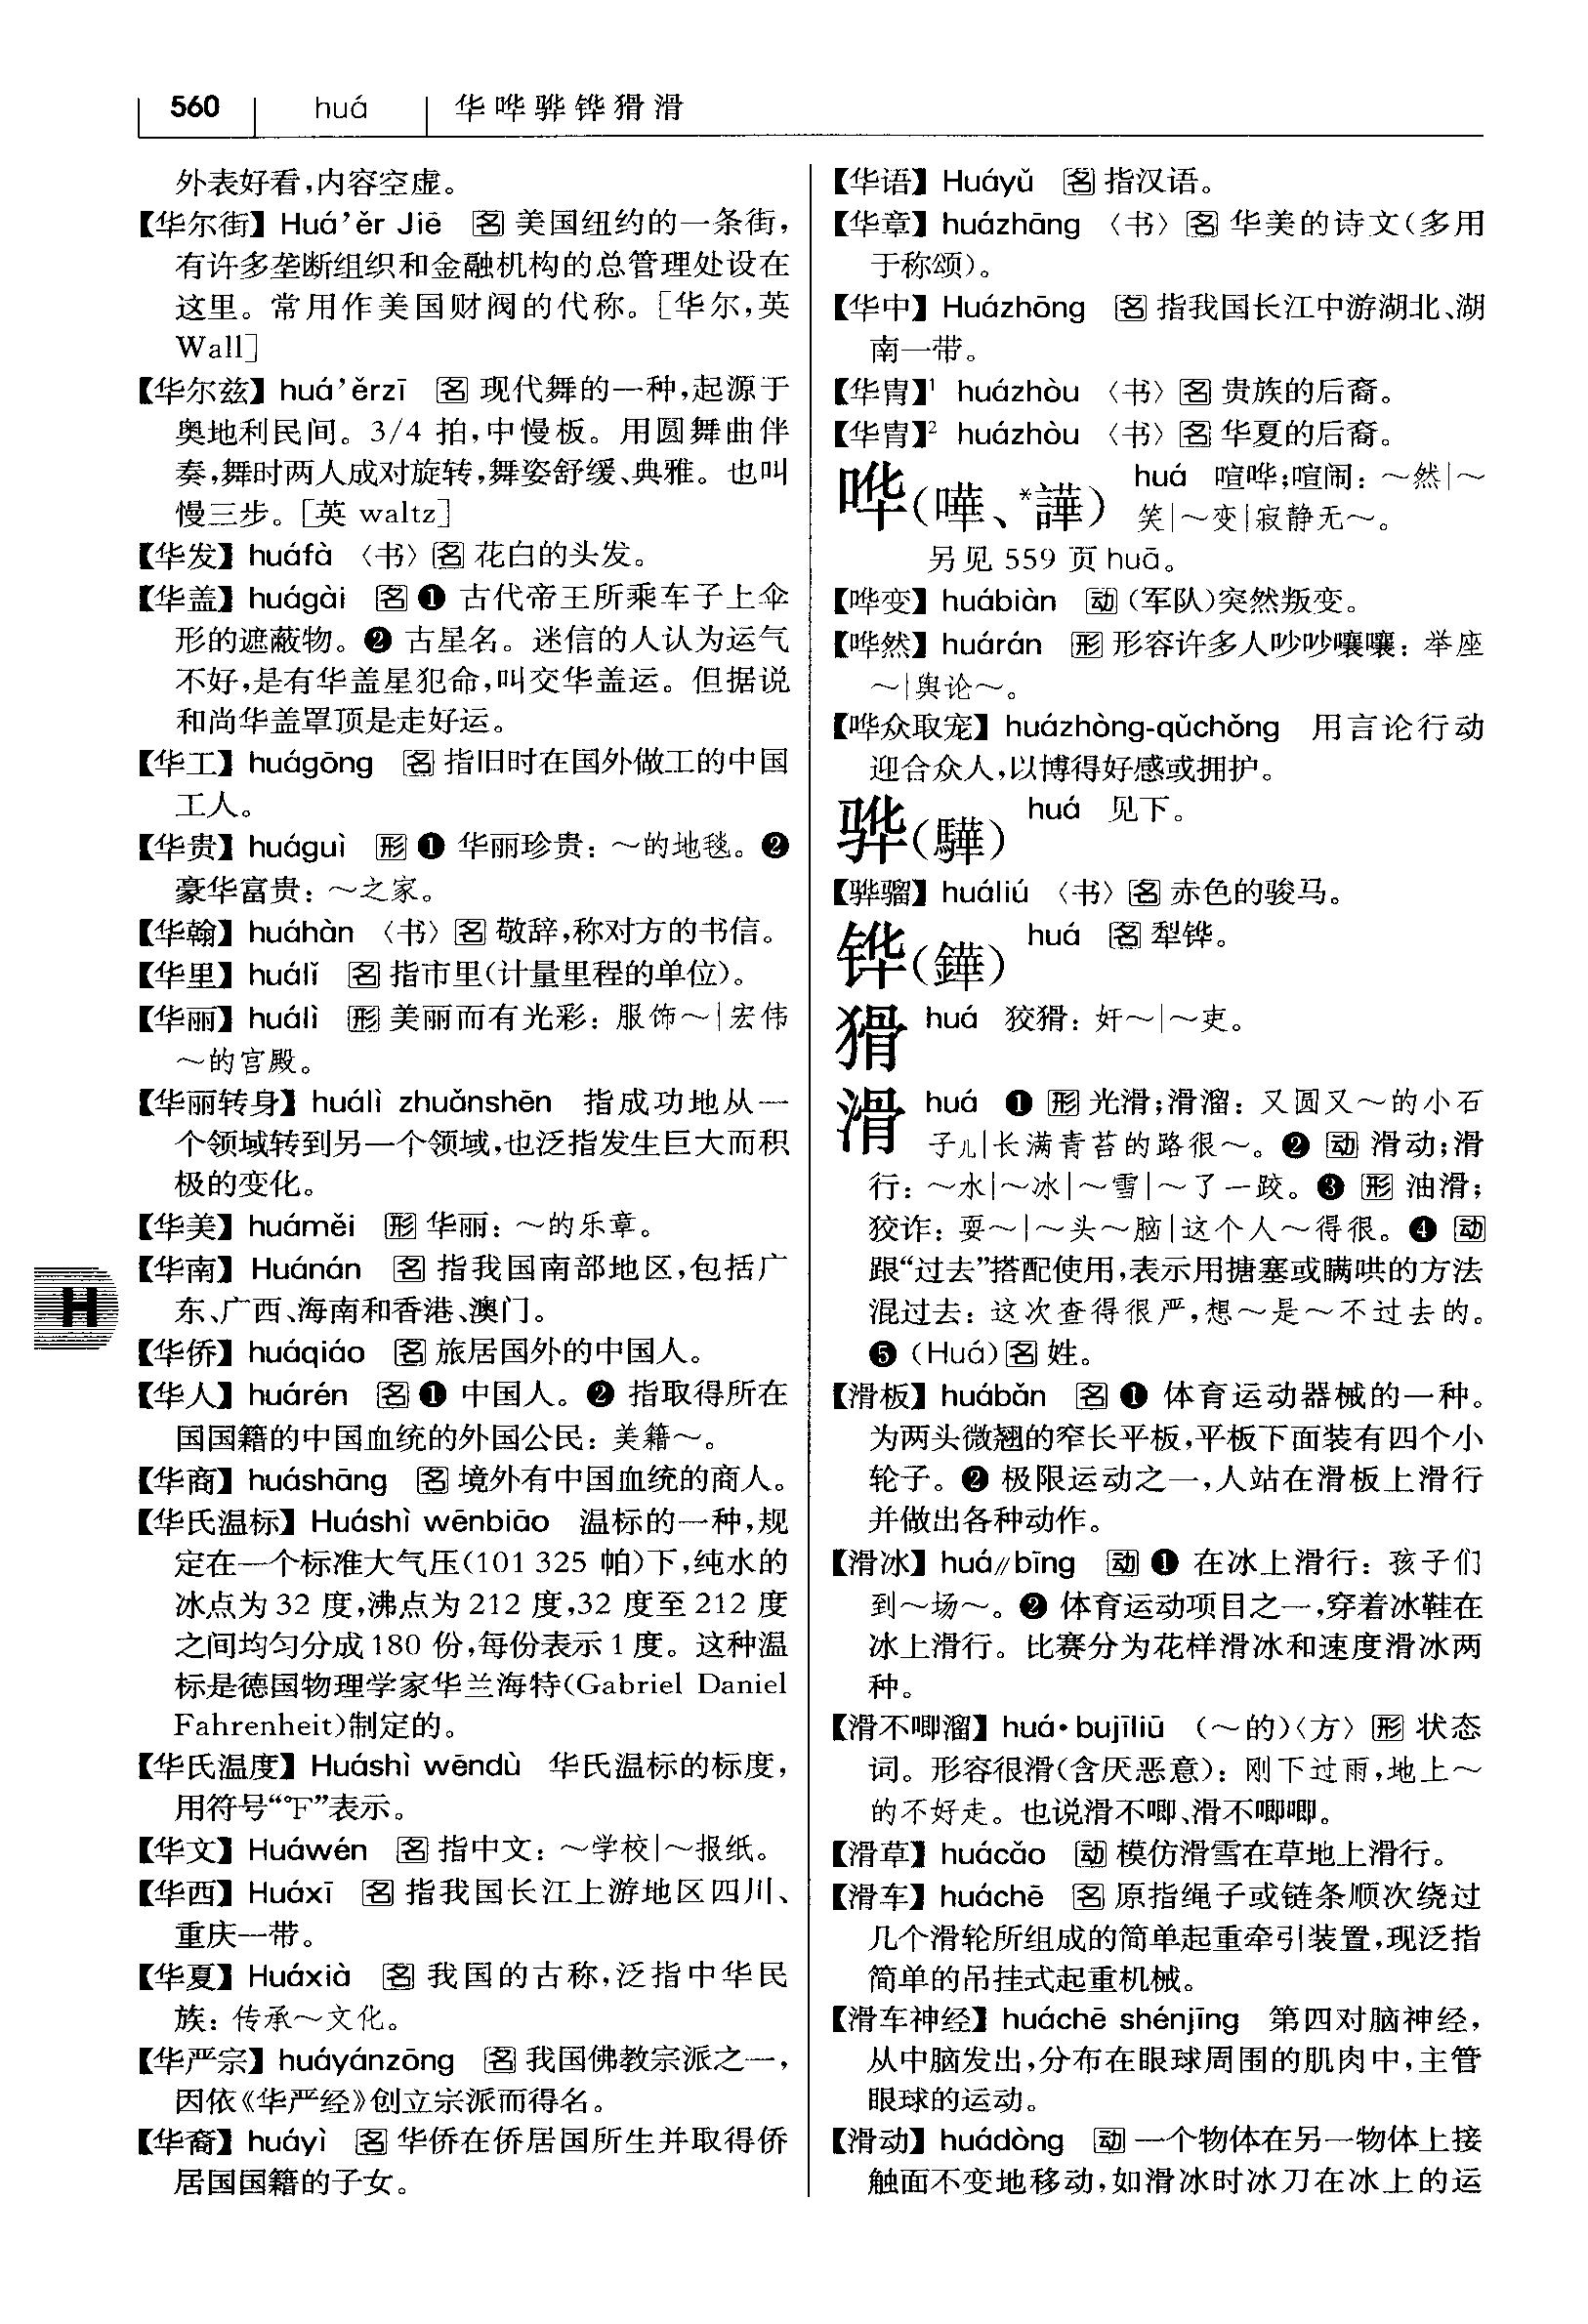 560 huá 华哗骅铧猾滑
外表好看,内容空虚。
【华尔街】Huá’ěr Jiē 名 美国纽约的一条街,
有许多垄断组织和金融机构的总管理处设在
这里。常用作美国财阀的代称。[华尔,英
Wall]
【华尔兹】huá’ěrzī 名 现代舞的一种,起源于
奥地利民间。3/4 拍,中慢板。用圆舞曲伴
奏,舞时两人成对旋转,舞姿舒缓、典雅。也叫
慢三步。[英 waltz]
【华发】huáfà 〈书〉名 花白的头发。
【华盖】huágài 名 ❶ 古代帝王所乘车子上伞
形的遮蔽物。❷ 古星名。迷信的人认为运气
不好,是有华盖星犯命,叫交华盖运。但据说
和尚华盖罩顶是走好运。
【华工】huágōng 名 指旧时在国外做工的中国
工人。
【华贵】huáguì 形 ❶ 华丽珍贵:~的地毯。❷
豪华富贵:~之家。
【华翰】huáhàn 〈书〉名 敬辞,称对方的书信。
【华里】huálǐ 名 指市里(计量里程的单位)。
【华丽】huálì 形 美丽而有光彩:服饰~|宏伟
~的宫殿。
【华丽转身】huálì zhuǎnshēn 指成功地从一
个领域转到另一个领域,也泛指发生巨大而积
极的变化。
【华美】huáměi 形 华丽:~的乐章。
【华南】Huánán 名 指我国南部地区,包括广
东、广西、海南和香港、澳门。
H
【华侨】huáqiáo 名 旅居国外的中国人。
【华人】huárén 名 ❶ 中国人。❷ 指取得所在
国国籍的中国血统的外国公民:美籍~。
【华商】huáshāng 名 境外有中国血统的商人。
【华氏温标】Huáshì wēnbiāo 温标的一种,规
定在一个标准大气压(101 325 帕)下,纯水的
冰点为 32 度,沸点为 212 度,32 度至 212 度
之间均匀分成 180 份,每份表示 1 度。这种温
标是德国物理学家华兰海特(Gabriel Daniel
Fahrenheit)制定的。
【华氏温度】Huáshì wēndù 华氏温标的标度,
用符号“℉”表示。
【华文】Huáwén 名 指中文:~学校|~报纸。
【华西】Huáxī 名 指我国长江上游地区四川、
重庆一带。
【华夏】Huáxià 名 我国的古称,泛指中华民
族:传承~文化。
【华严宗】huáyánzōng 名 我国佛教宗派之一,
因依《华严经》创立宗派而得名。
【华裔】huáyì 名 华侨在侨居国所生并取得侨
居国国籍的子女。
【华语】Huáyǔ 名 指汉语。
【华章】huázhāng 〈书〉名 华美的诗文(多用
于称颂)。
【华中】Huázhōng 名 指我国长江中游湖北、湖
南一带。
【华胄】¹ huázhòu 〈书〉名 贵族的后裔。
【华胄】² huázhòu 〈书〉名 华夏的后裔。
哗(嘩、*譁) huá 喧哗;喧闹:~然|~
笑|~变|寂静无~。
另见 559 页 huā。
【哗变】huábiàn 动 (军队)突然叛变。
【哗然】huárán 形 形容许多人吵吵嚷嚷:举座
~|舆论~。
【哗众取宠】huázhòng-qǔchǒng 用言论行动
迎合众人,以博得好感或拥护。
骅(驊) huá 见下。
【骅骝】huáliú 〈书〉名 赤色的骏马。
铧(鏵) huá 名 犁铧。
猾 huá 狡猾:奸~|~吏。
滑 huá ❶ 形 光滑;滑溜:又圆又~的小石
子儿|长满青苔的路很~。❷ 动 滑动;滑
行:~水|~冰|~雪|~了一跤。❸ 形 油滑;
狡诈:耍~|~头~脑|这个人~得很。❹ 动
跟“过去”搭配使用,表示用搪塞或瞒哄的方法
混过去:这次查得很严,想~是~不过去的。
❺ (Huá)名 姓。
【滑板】huábǎn 名 ❶ 体育运动器械的一种。
为两头微翘的窄长平板,平板下面装有四个小
轮子。❷ 极限运动之一,人站在滑板上滑行
并做出各种动作。
【滑冰】huá//bīng 动 ❶ 在冰上滑行:孩子们
到~场~。❷ 体育运动项目之一,穿着冰鞋在
冰上滑行。比赛分为花样滑冰和速度滑冰两
种。
【滑不唧溜】huá•bujīliū (~的)〈方〉形 状态
词。形容很滑(含厌恶意):刚下过雨,地上~
的不好走。也说滑不唧、滑不唧唧。
【滑草】huácǎo 动 模仿滑雪在草地上滑行。
【滑车】huáchē 名 原指绳子或链条顺次绕过
几个滑轮所组成的简单起重牵引装置,现泛指
简单的吊挂式起重机械。
【滑车神经】huáchē shénjīng 第四对脑神经,
从中脑发出,分布在眼球周围的肌肉中,主管
眼球的运动。
【滑动】huádòng 动 一个物体在另一物体上接
触面不变地移动,如滑冰时冰刀在冰上的运